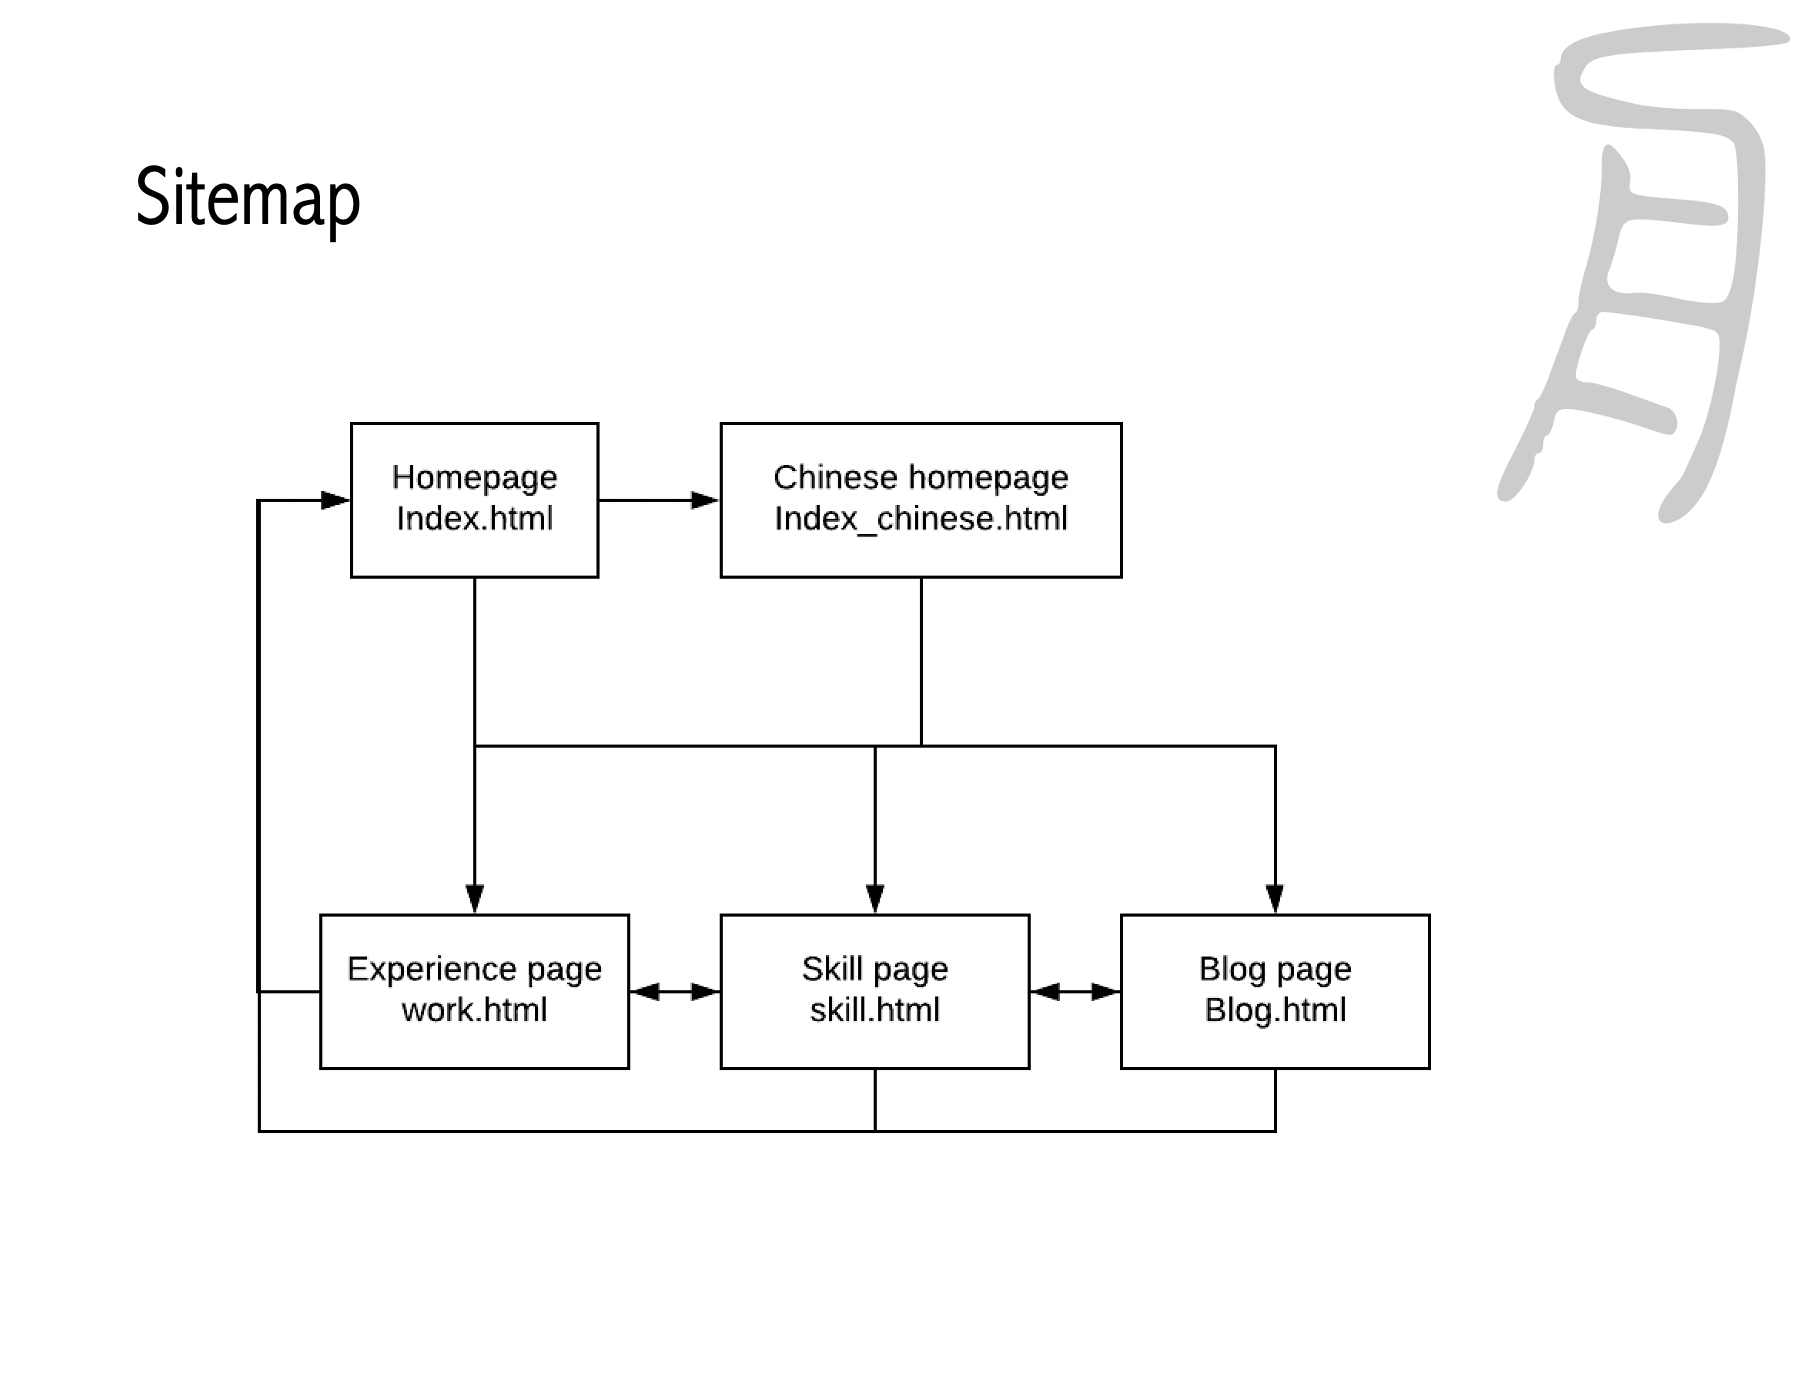 Sitemap
Homepage
Index.html
Chinese homepage
Index_chinese.html
Experience page
work.html
Skill page
skill.html
Blog page
Blog.html